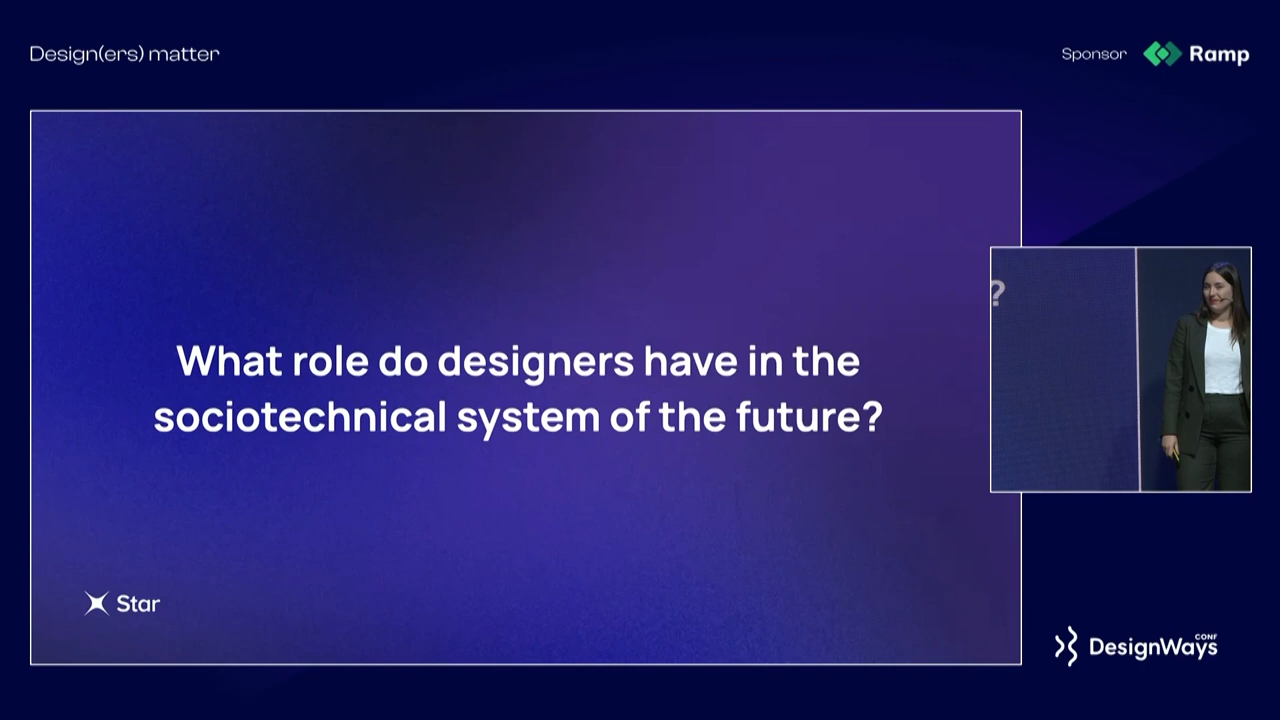 Design(ers) matter
Sponsor Ramp
What role do designers have in the
sociotechnical system of the future?
?
Star
DesignWays CONF